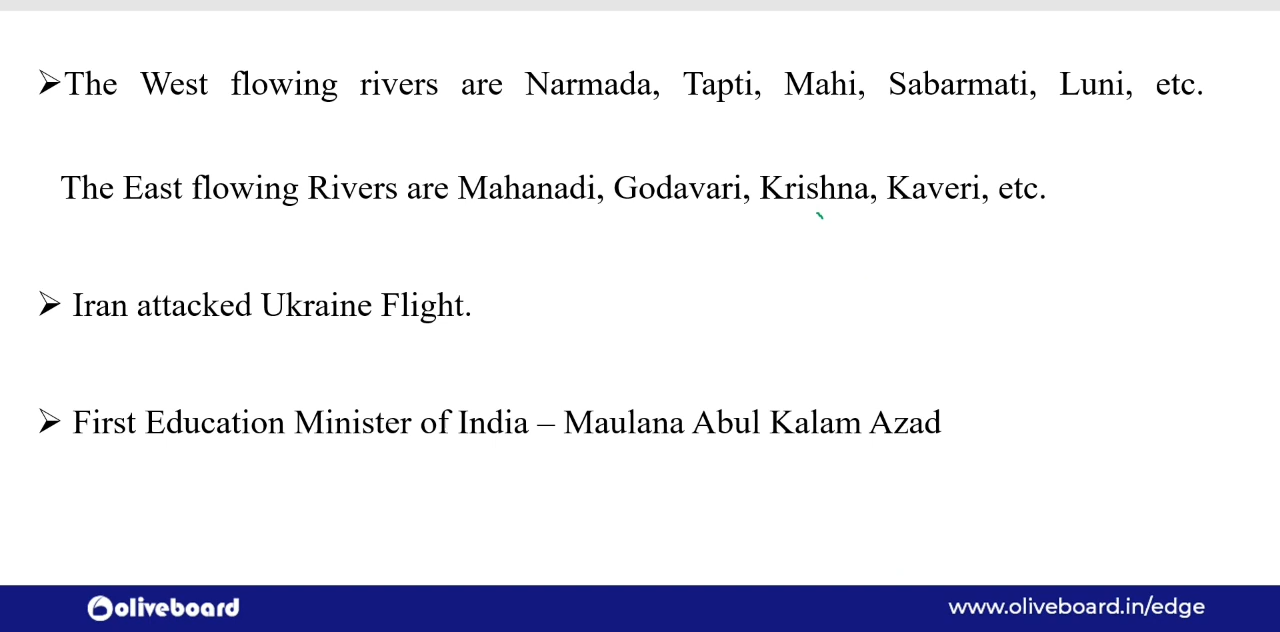 ➢The West flowing rivers are Narmada, Tapti, Mahi, Sabarmati, Luni, etc.
The East flowing Rivers are Mahanadi, Godavari, Krishna, Kaveri, etc.
➢ Iran attacked Ukraine Flight.
➢ First Education Minister of India – Maulana Abul Kalam Azad
oliveboard www.oliveboard.in/edge